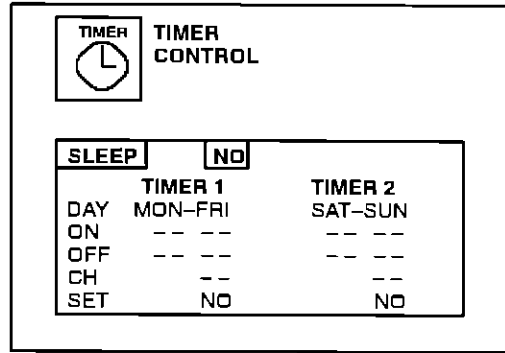 TIMER
TIMER
CONTROL
SLEEP NO
TIMER 1 TIMER 2
DAY MON–FRI SAT–SUN
ON –– –– –– ––
OFF –– –– –– ––
CH –– ––
SET NO NO